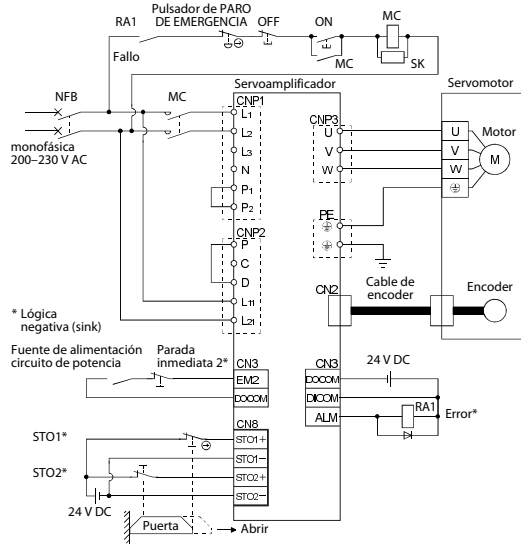 Pulsador de PARO
RA1 DE EMERGENCIA OFF ON MC
Fallo
MC SK
Servoamplificador Servomotor
NFB MC CNP1
CNP3
L1 U U Motor
L2 V V M
monofásica
200–230 V AC
L3 W W
N
P1
P2
PE
CNP2
P
C
D
Cable de
encoder
Encoder
CN2
L11
L21
* Lógica
negativa (sink)
Fuente de alimentación
circuito de potencia
Parada
inmediata 2*
CN3 CN3 24 V DC
EM2 DOCOM
DOCOM DICOM
ALM RA1 Error*
CN8
STO1* STO1+
STO1−
STO2* STO2+
STO2−
24 V DC
Puerta Abrir